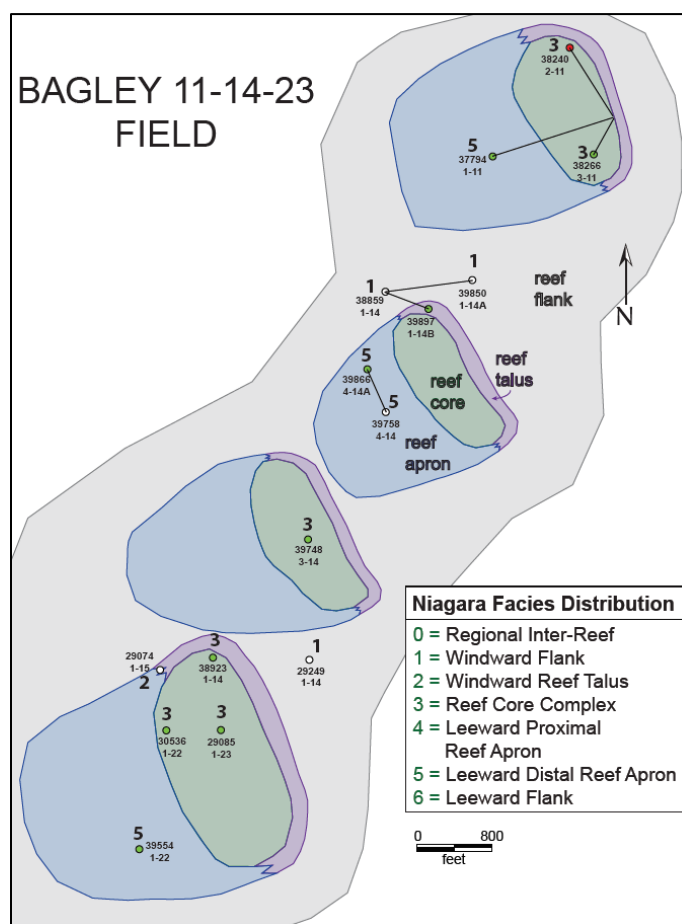 BAGLEY 11-14-23
FIELD
3
38240
2-11
5
37794
1-11
3
38266
3-11
1
39850
1-14A
1
38859
1-14
39897
1-14B
reef
flank
N
5
39866
4-14A
5
39758
4-14
reef
core
reef
talus
reef
apron
3
39748
3-14
29074
1-15
2
3
38923
1-14
1
29249
1-14
3
30536
1-22
3
29085
1-23
5
39554
1-22
Niagara Facies Distribution
0 = Regional Inter-Reef
1 = Windward Flank
2 = Windward Reef Talus
3 = Reef Core Complex
4 = Leeward Proximal
Reef Apron
5 = Leeward Distal Reef Apron
6 = Leeward Flank
0 800
feet